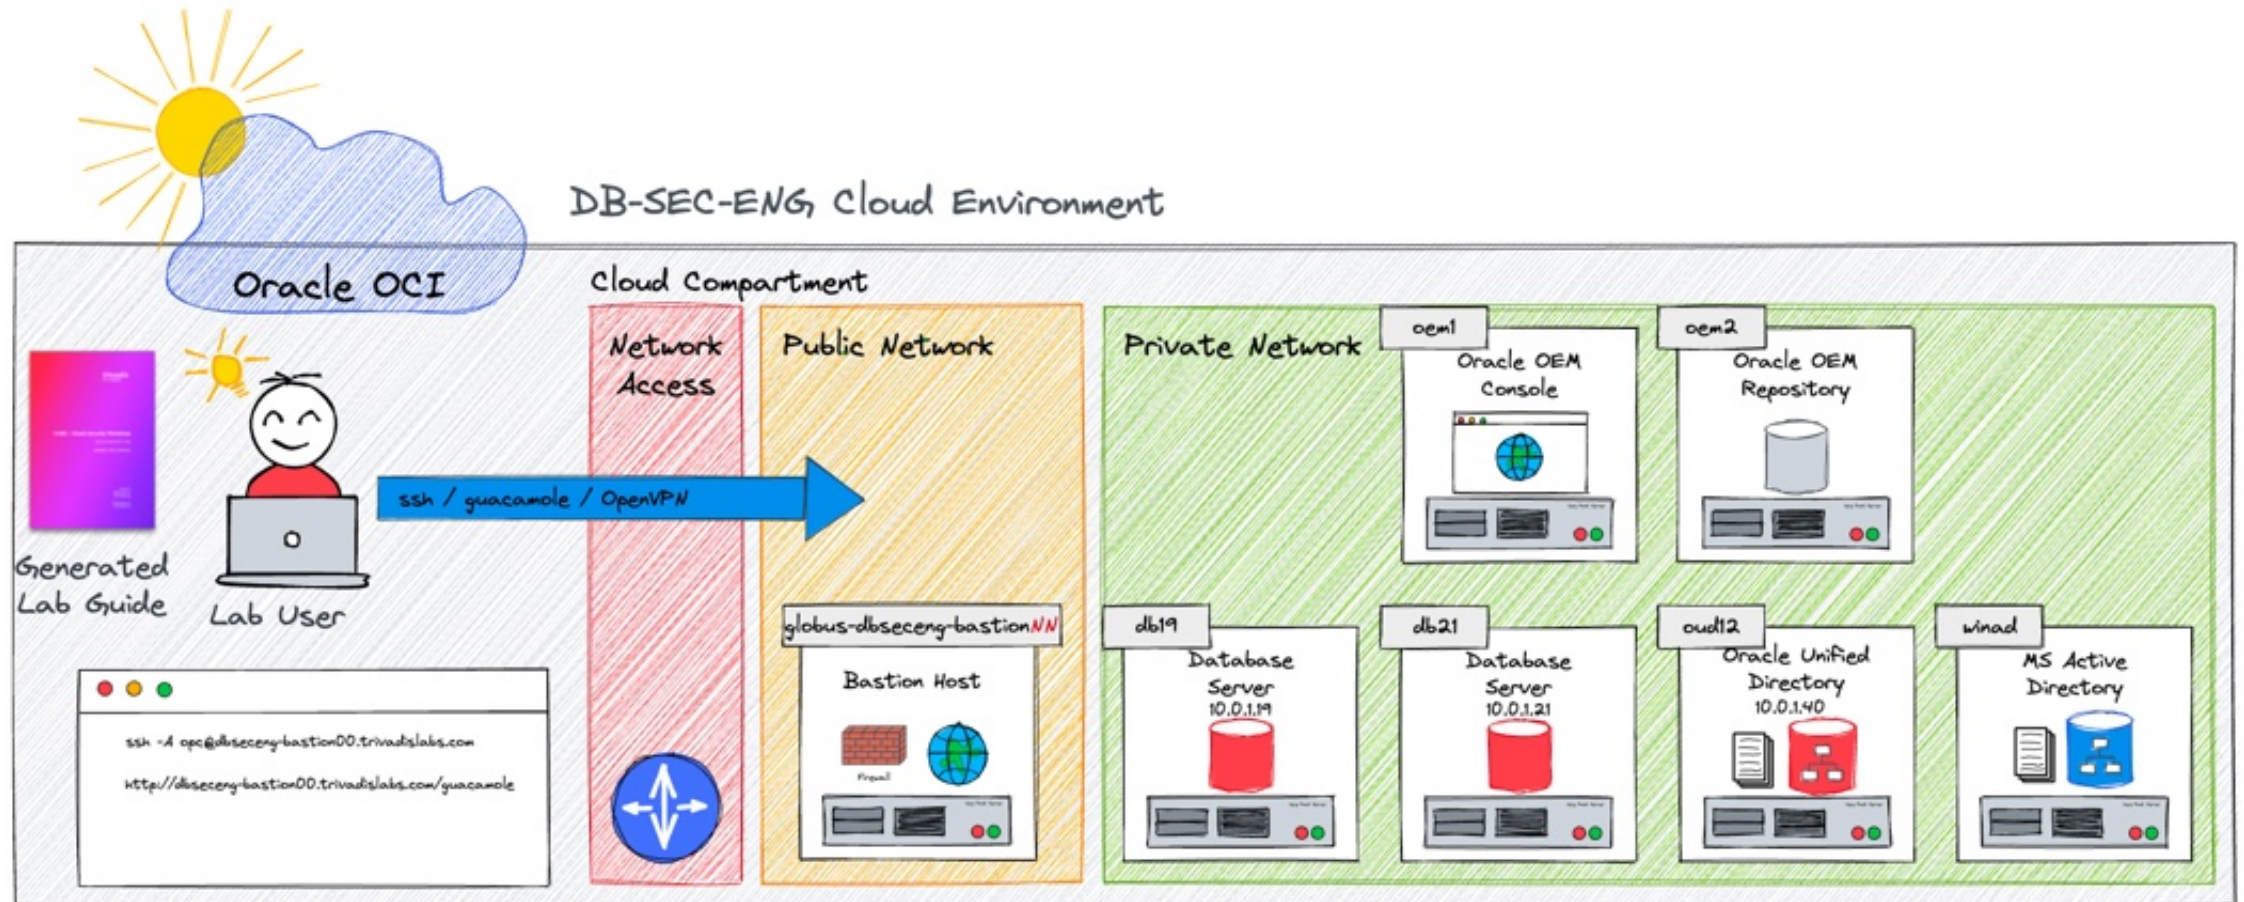 DB-SEC-ENG Cloud Environment
Oracle OCI
Cloud Compartment
Network
Access
Public Network
Private Network
oem1
Oracle OEM
Console
oem2
Oracle OEM
Repository
ssh / guacamole / OpenVPN
Generated
Lab Guide
Lab User
ssh -A opc@dbseceng-bastion00.trivadislabs.com
http://dbseceng-bastion00.trivadislabs.com/guacamole
globus-dbseceng-bastionNN
Bastion Host
Firewall
db19
Database
Server
10.0.1.19
db21
Database
Server
10.0.1.21
oud12
Oracle Unified
Directory
10.0.1.40
winad
MS Active
Directory